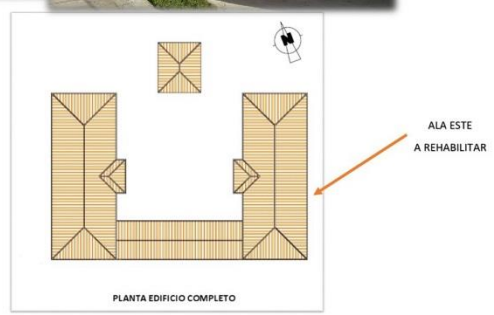 N
ALA ESTE
A REHABILITAR
PLANTA EDIFICIO COMPLETO